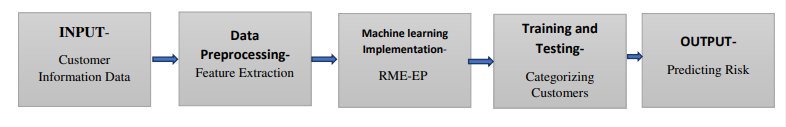 INPUT-
Customer
Information Data
Data
Preprocessing-
Feature Extraction
Machine learning
Implementation-
RME-EP
Training and
Testing-
Categorizing
Customers
OUTPUT-
Predicting Risk